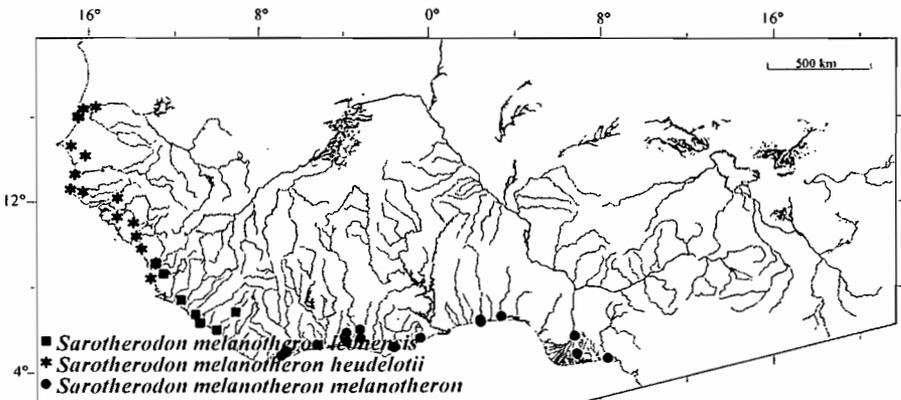 16° 8° 0° 8° 16°
500 km
12°
■ Sarotherodon melanotheron leonensis
✱ Sarotherodon melanotheron heudelotii
4° ● Sarotherodon melanotheron melanotheron